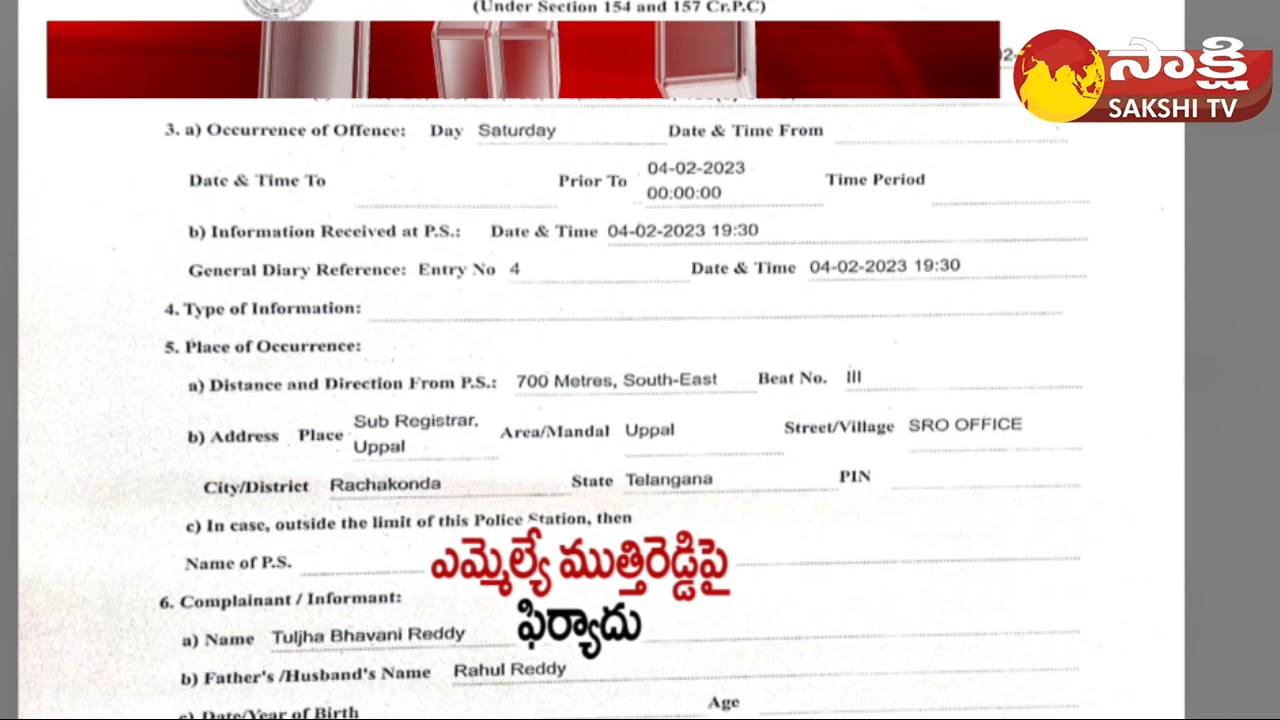 (Under Section 154 and 157 Cr.P.C)
సాక్షి
SAKSHI TV
3. a) Occurrence of Offence: Day Saturday Date & Time From
Date & Time To Prior To 04-02-2023 00:00:00 Time Period
b) Information Received at P.S.: Date & Time 04-02-2023 19:30
General Diary Reference: Entry No 4 Date & Time 04-02-2023 19:30
4. Type of Information:
5. Place of Occurrence:
a) Distance and Direction From P.S.: 700 Metres, South-East Beat No. III
b) Address Place Sub Registrar, Uppal Area/Mandal Uppal Street/Village SRO OFFICE
City/District Rachakonda State Telangana PIN
c) In case, outside the limit of this Police Station, then
Name of P.S.
ఎమ్మెల్యే ముత్తిరెడ్డిపై
ఫిర్యాదు
6. Complainant / Informant:
a) Name Tuljha Bhavani Reddy
b) Father's /Husband's Name Rahul Reddy
c) Date/Year of Birth Age